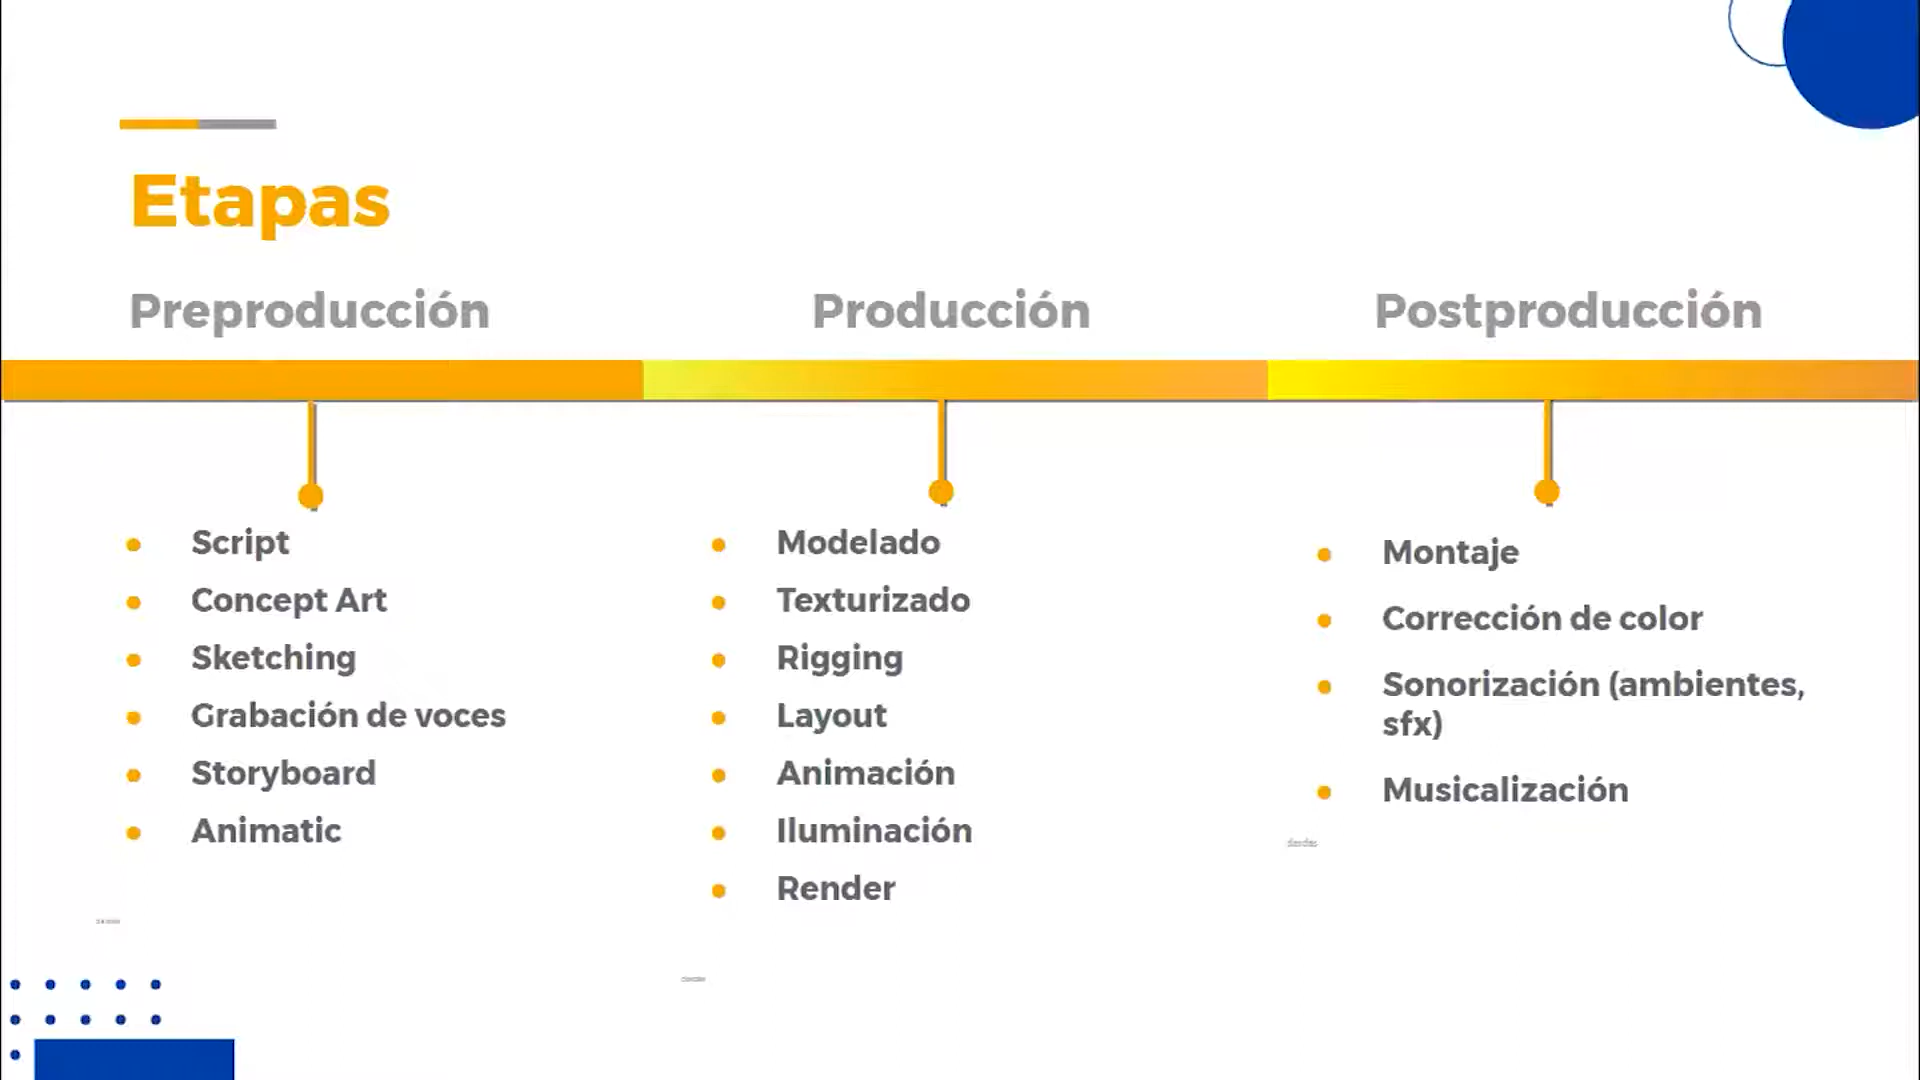 Etapas
Preproducción
Producción
Postproducción
Script
Concept Art
Sketching
Grabación de voces
Storyboard
Animatic
Modelado
Texturizado
Rigging
Layout
Animación
Iluminación
Render
Montaje
Corrección de color
Sonorización (ambientes,
sfx)
Musicalización